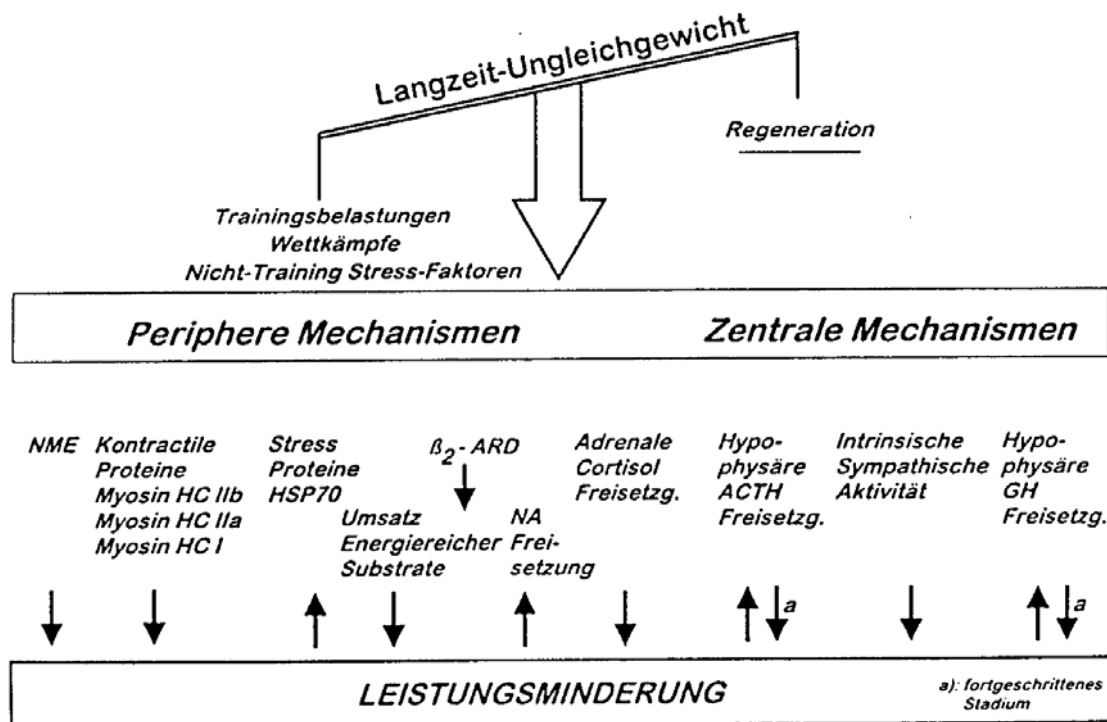 Langzeit-Ungleichgewicht
Regeneration
Trainingsbelastungen
Wettkämpfe
Nicht-Training Stress-Faktoren
Periphere Mechanismen
Zentrale Mechanismen
NME
Kontractile
Proteine
Myosin HC IIb
Myosin HC IIa
Myosin HC I
Stress
Proteine
HSP70
ß2- ARD
Umsatz
Energiereicher
Substrate
NA
Frei-
setzung
Adrenale
Cortisol
Freisetzg.
Hypo-
physäre
ACTH
Freisetzg.
Intrinsische
Sympathische
Aktivität
Hypo-
physäre
GH
Freisetzg.
a
a
LEISTUNGSMINDERUNG
a): fortgeschrittenes
Stadium